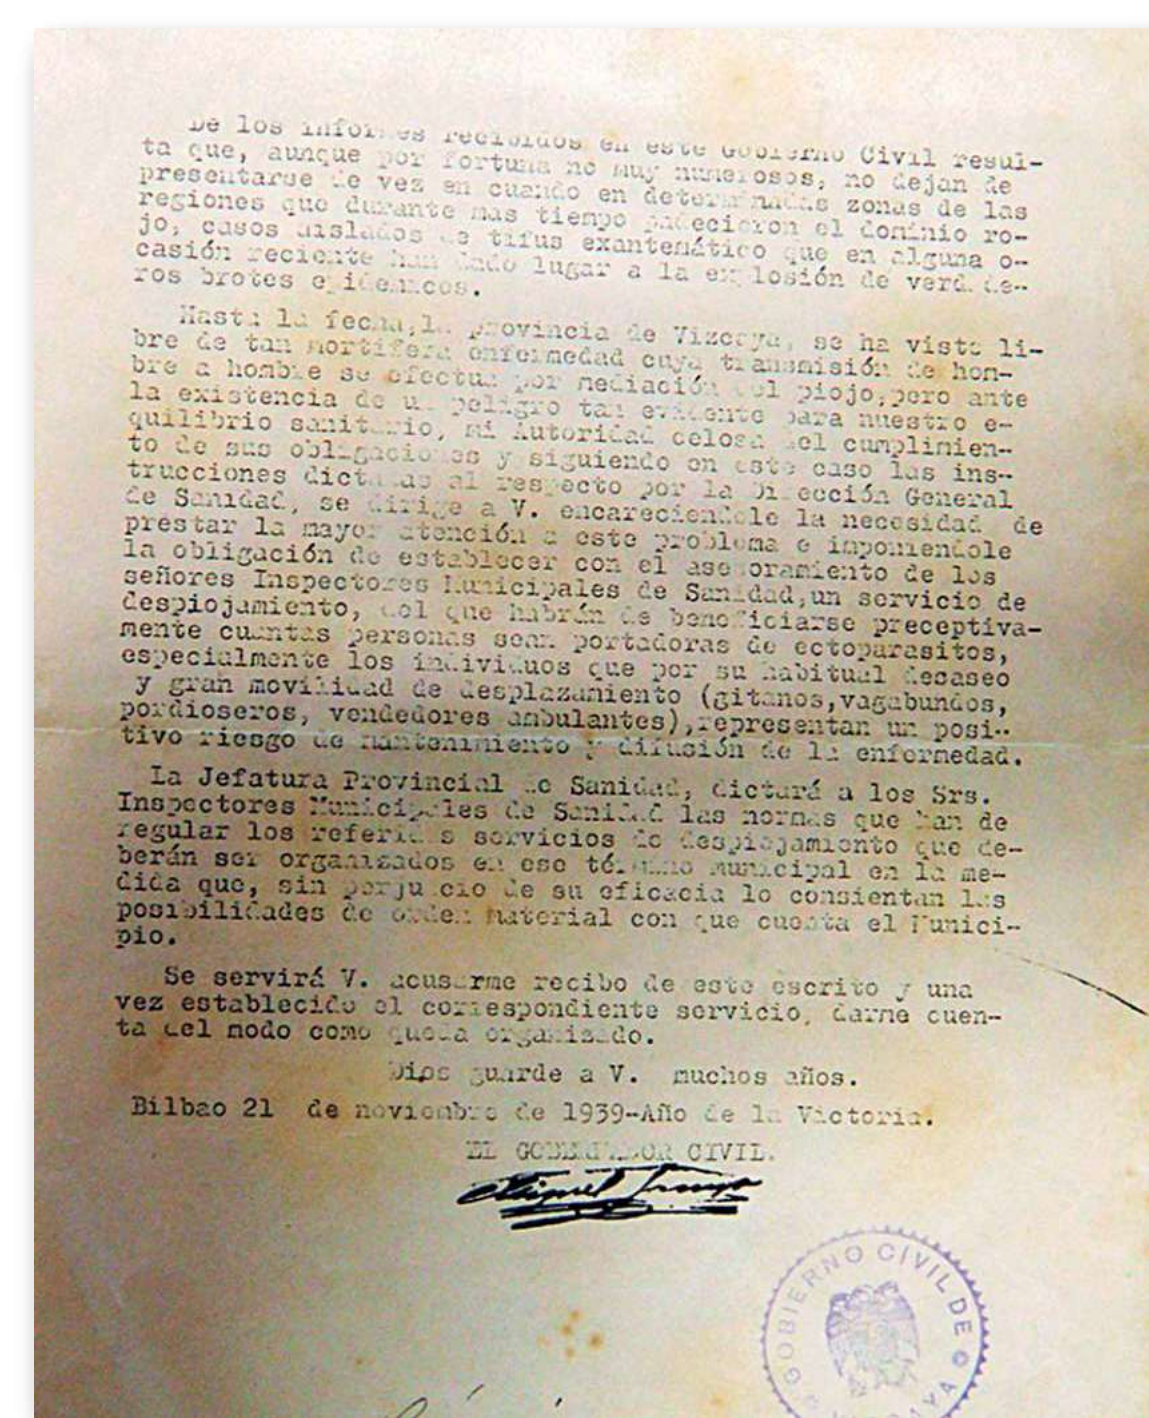 De los informes recibidos en este Gobierno Civil resul-
ta que, aunque por fortuna no muy numerosos, no dejan de
presentarse de vez en cuando en determinadas zonas de las
regiones que durante mas tiempo padecieron el dominio ro-
jo, casos aislados de tifus exantemático que en alguna o-
casión reciente han dado lugar a la explosión de verdade-
ros brotes epidemicos.
Hasta la fecha, la provincia de Vizcaya, se ha visto li-
bre de tan mortifera enfermedad cuya transmisión de hom-
bre a hombre se efectua por mediación del piojo, pero ante
la existencia de un peligro tan evidente para nuestro e-
quilibrio sanitario, mi Autoridad celosa del cumplimien-
to de sus obligaciones y siguiendo en este caso las ins-
trucciones dictadas al respecto por la Dirección General
de Sanidad, se dirige a V. encareciendole la necesidad de
prestar la mayor atención a este problema e imponiendole
la obligación de establecer con el asesoramiento de los
señores Inspectores Municipales de Sanidad, un servicio de
despiojamiento, del que habrán de beneficiarse preceptiva-
mente cuantas personas sean portadoras de ectoparasitos,
especialmente los individuos que por su habitual desaseo
y gran movilidad de desplazamiento (gitanos, vagabundos,
pordioseros, vendedores ambulantes), representan un posi-
tivo riesgo de mantenimiento y difusión de la enfermedad.
La Jefatura Provincial de Sanidad, dictará a los Srs.
Inspectores Municipales de Sanidad las normas que han de
regular los referidos servicios de despiojamiento que de-
berán ser organizados en ese término municipal en la me-
dida que, sin perjuicio de su eficacia lo consientan las
posibilidades de orden material con que cuenta el Munici-
pio.
Se servirá V. acusarme recibo de este escrito y una
vez establecido el correspondiente servicio, darme cuen-
ta del modo como queda organizado.
Dios guarde a V. muchos años.
Bilbao 21 de noviembre de 1939-Año de la Victoria.
EL GOBERNADOR CIVIL.
Miguel
GOBIERNO CIVIL DE